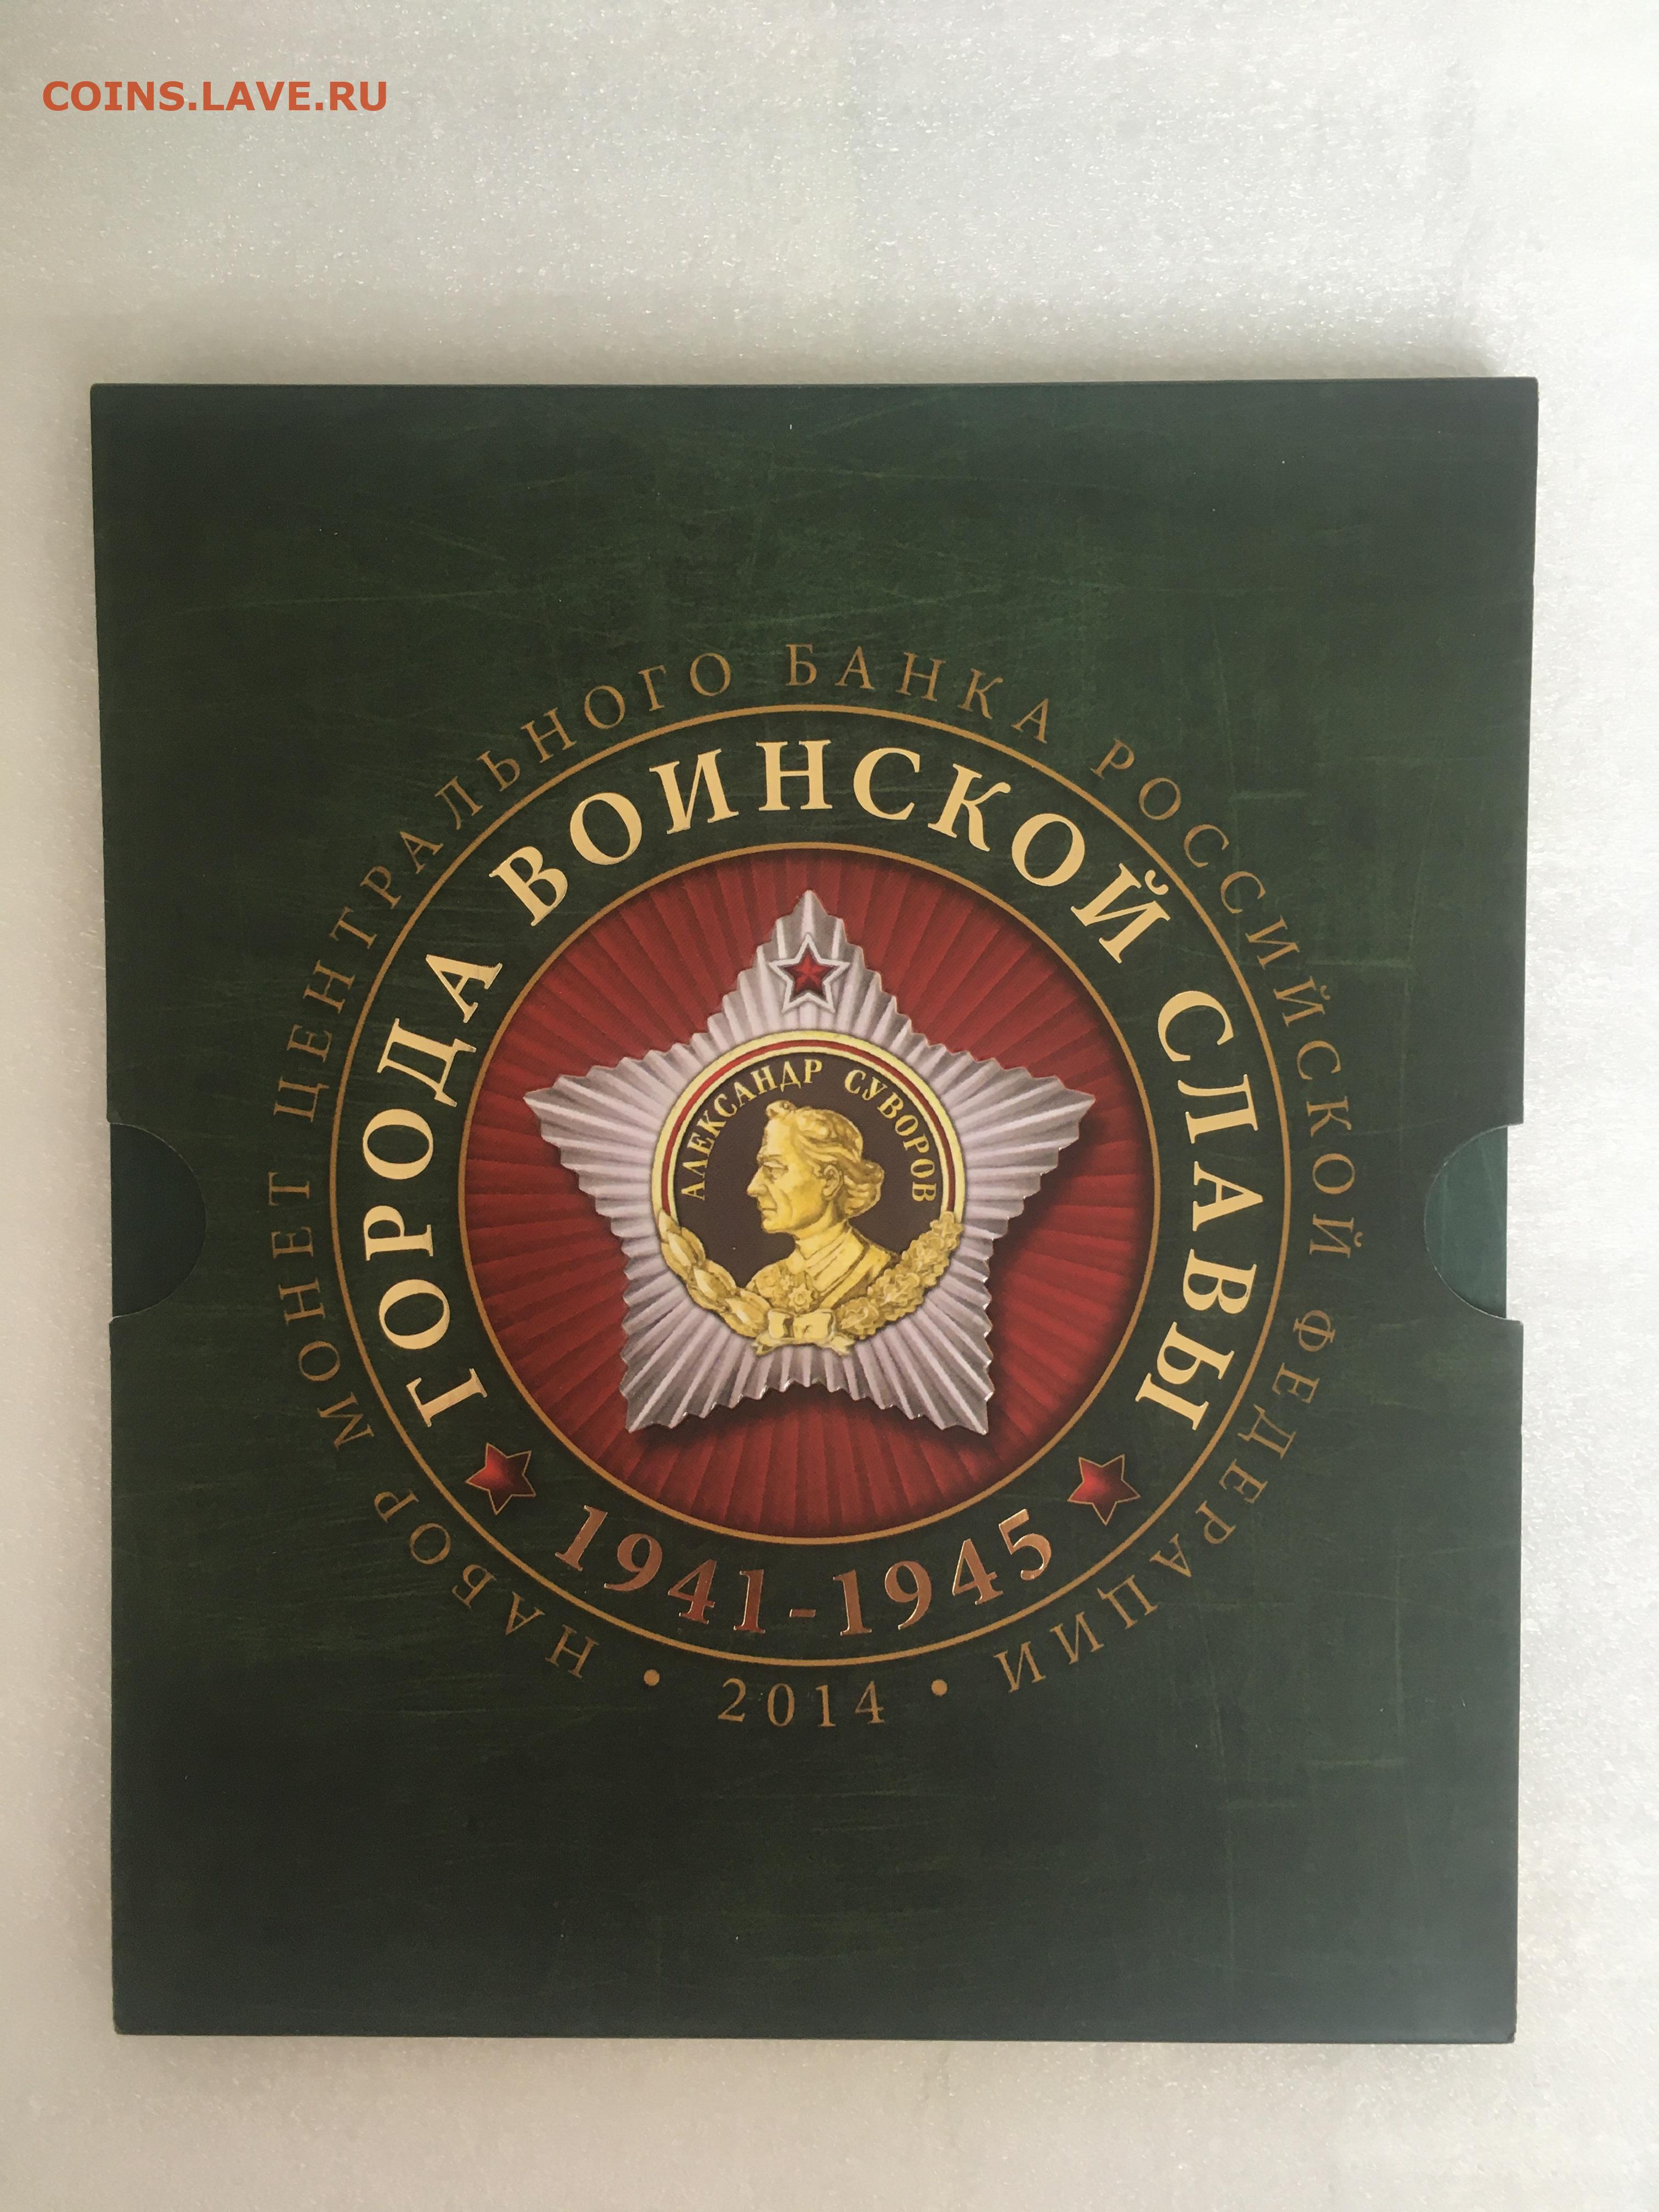 COINS.LAVE.RU
НАБОР МОНЕТ ЦЕНТРАЛЬНОГО БАНКА РОССИЙСКОЙ ФЕДЕРАЦИИ
ГОРОДА ВОИНСКОЙ СЛАВЫ
АЛЕКСАНДР СУВОРОВ
1941-1945
• 2014 •